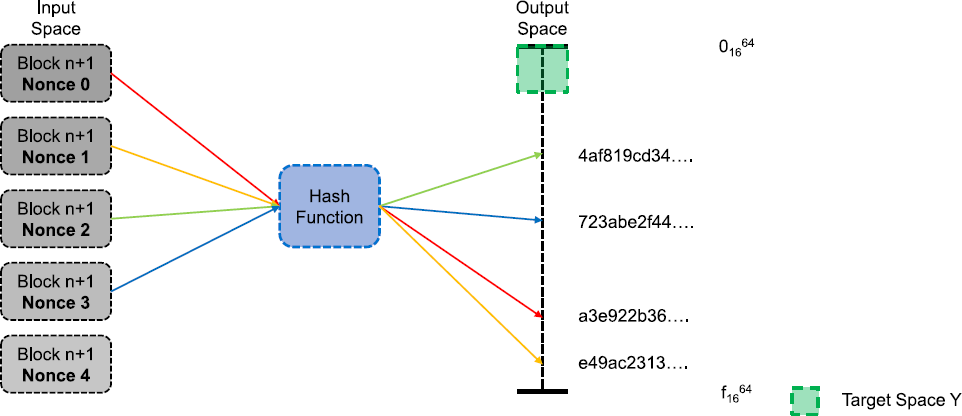 Input
Space
Block n+1
Nonce 0
Block n+1
Nonce 1
Block n+1
Nonce 2
Block n+1
Nonce 3
Block n+1
Nonce 4
Hash
Function
Output
Space
0₁₆⁶⁴
4af819cd34….
723abe2f44….
a3e922b36….
e49ac2313….
f₁₆⁶⁴
Target Space Y